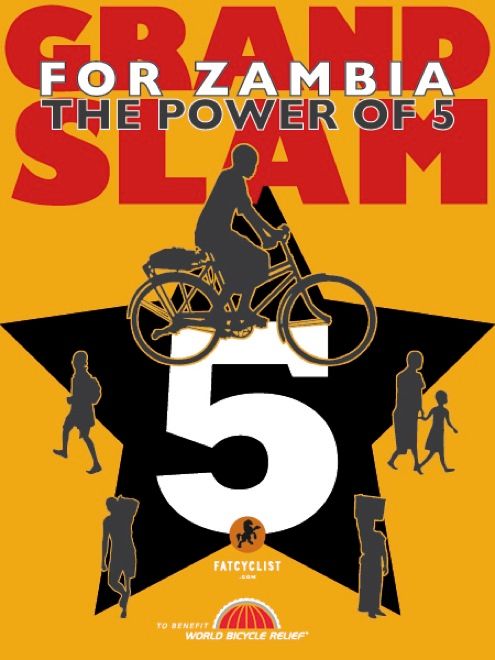 GRAND
FOR ZAMBIA
THE POWER OF 5
SLAM
5
FATCYCLIST
.COM
TO BENEFIT
WORLD BICYCLE RELIEF®